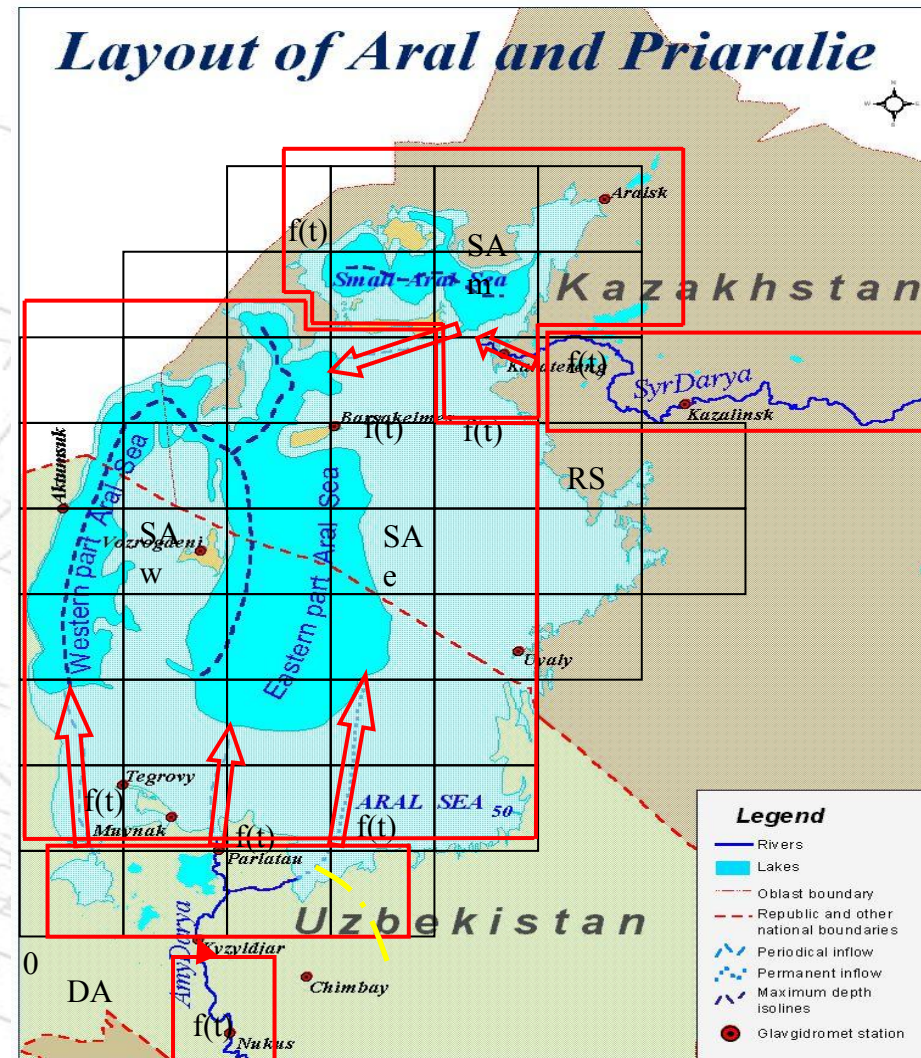 Layout of Aral and Priaralie
Aralsk
f(t)
SA
m
Small Aral Sea
Kazakhstan
Karatereng
f(t)
SyrDarya
Kazalinsk
Barsakelmes
f(t)
f(t)
RS
Aktumsuk
Western part Aral Sea
SA
w
Vozrogdeni
Eastern part Aral Sea
SA
e
Uyaly
Tegrovy
f(t)
Muynak
ARAL SEA 50
f(t)
f(t)
Parlatau
Uzbekistan
Kyzyldjar
AmyDarya
0
DA
Chimbay
f(t)
Nukus
Legend
Rivers
Lakes
Oblast boundary
Republic and other
national boundaries
Periodical inflow
Permanent inflow
Maximum depth
isolines
Glavgidromet station